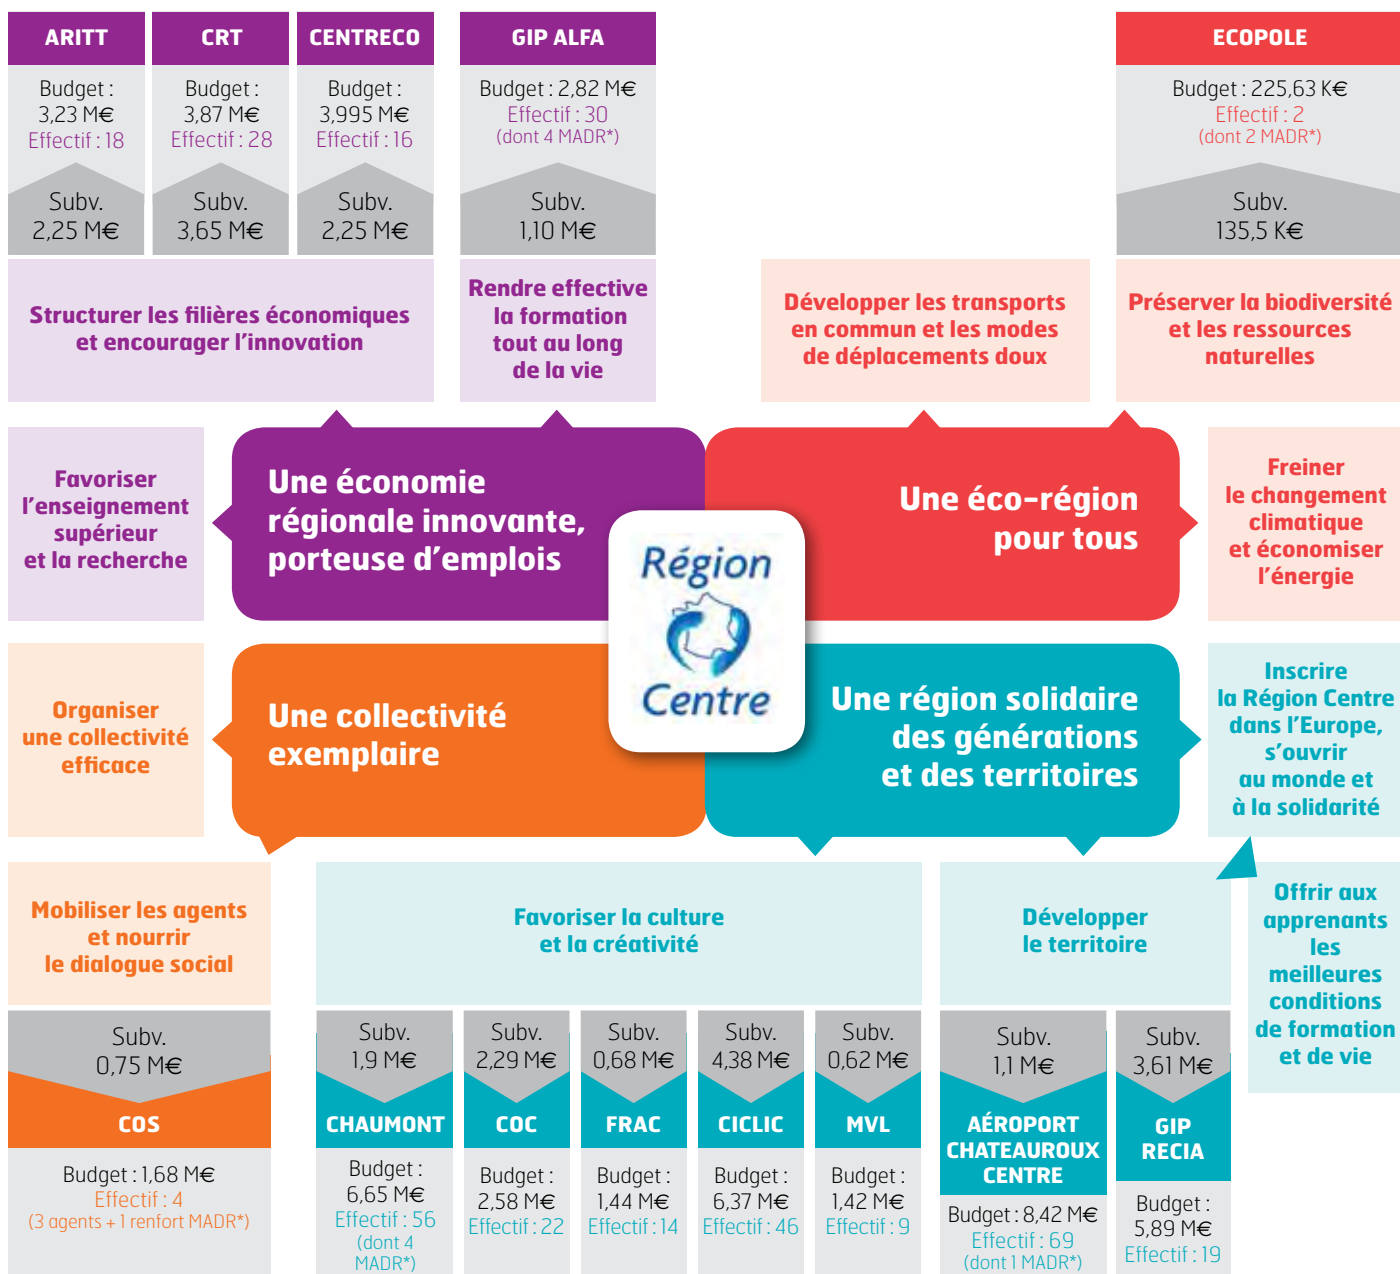 ARITT
Budget :
3,23 M€
Effectif : 18
Subv.
2,25 M€
CRT
Budget :
3,87 M€
Effectif : 28
Subv.
3,65 M€
CENTRECO
Budget :
3,995 M€
Effectif : 16
Subv.
2,25 M€
GIP ALFA
Budget : 2,82 M€
Effectif : 30
(dont 4 MADR*)
Subv.
1,10 M€
ECOPOLE
Budget : 225,63 K€
Effectif : 2
(dont 2 MADR*)
Subv.
135,5 K€
Structurer les filières économiques
et encourager l'innovation
Rendre effective
la formation
tout au long
de la vie
Développer les transports
en commun et les modes
de déplacements doux
Préserver la biodiversité
et les ressources
naturelles
Favoriser
l'enseignement
supérieur
et la recherche
Une économie
régionale innovante,
porteuse d'emplois
Une éco-région
pour tous
Freiner
le changement
climatique
et économiser
l'énergie
Région
Centre
Organiser
une collectivité
efficace
Une collectivité
exemplaire
Une région solidaire
des générations
et des territoires
Inscrire
la Région Centre
dans l'Europe,
s'ouvrir
au monde et
à la solidarité
Mobiliser les agents
et nourrir
le dialogue social
Favoriser la culture
et la créativité
Développer
le territoire
Offrir aux
apprenants
les
meilleures
conditions
de formation
et de vie
Subv.
0,75 M€
COS
Budget : 1,68 M€
Effectif : 4
(3 agents + 1 renfort MADR*)
Subv.
1,9 M€
CHAUMONT
Budget :
6,65 M€
Effectif : 56
(dont 4
MADR*)
Subv.
2,29 M€
COC
Budget :
2,58 M€
Effectif : 22
Subv.
0,68 M€
FRAC
Budget :
1,44 M€
Effectif : 14
Subv.
4,38 M€
CICLIC
Budget :
6,37 M€
Effectif : 46
Subv.
0,62 M€
MVL
Budget :
1,42 M€
Effectif : 9
Subv.
1,1 M€
AÉROPORT
CHATEAUROUX
CENTRE
Budget : 8,42 M€
Effectif : 69
(dont 1 MADR*)
Subv.
3,61 M€
GIP
RECIA
Budget :
5,89 M€
Effectif : 19